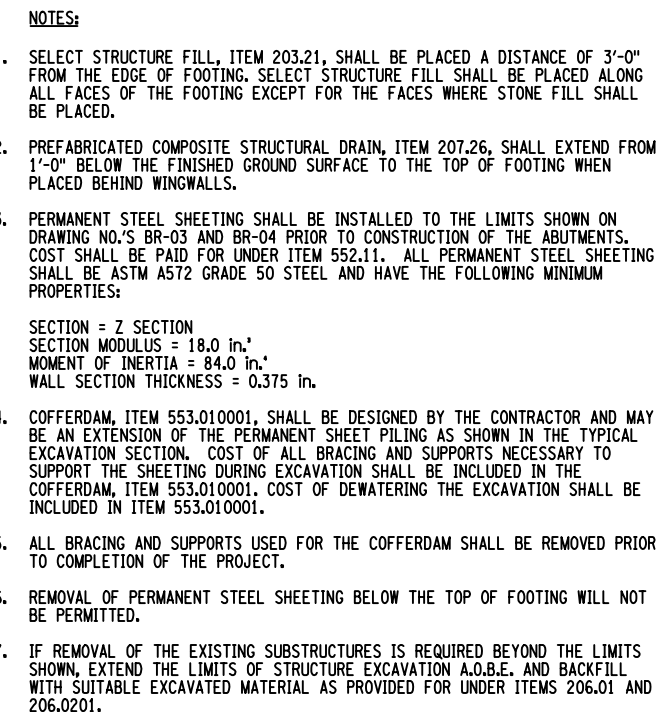 NOTES:
. SELECT STRUCTURE FILL, ITEM 203.21, SHALL BE PLACED A DISTANCE OF 3'-0"
FROM THE EDGE OF FOOTING. SELECT STRUCTURE FILL SHALL BE PLACED ALONG
ALL FACES OF THE FOOTING EXCEPT FOR THE FACES WHERE STONE FILL SHALL
BE PLACED.
. PREFABRICATED COMPOSITE STRUCTURAL DRAIN, ITEM 207.26, SHALL EXTEND FROM
1'-0" BELOW THE FINISHED GROUND SURFACE TO THE TOP OF FOOTING WHEN
PLACED BEHIND WINGWALLS.
. PERMANENT STEEL SHEETING SHALL BE INSTALLED TO THE LIMITS SHOWN ON
DRAWING NO.'S BR-03 AND BR-04 PRIOR TO CONSTRUCTION OF THE ABUTMENTS.
COST SHALL BE PAID FOR UNDER ITEM 552.11. ALL PERMANENT STEEL SHEETING
SHALL BE ASTM A572 GRADE 50 STEEL AND HAVE THE FOLLOWING MINIMUM
PROPERTIES:
SECTION = Z SECTION
SECTION MODULUS = 18.0 in.³
MOMENT OF INERTIA = 84.0 in.⁴
WALL SECTION THICKNESS = 0.375 in.
. COFFERDAM, ITEM 553.010001, SHALL BE DESIGNED BY THE CONTRACTOR AND MAY
BE AN EXTENSION OF THE PERMANENT SHEET PILING AS SHOWN IN THE TYPICAL
EXCAVATION SECTION. COST OF ALL BRACING AND SUPPORTS NECESSARY TO
SUPPORT THE SHEETING DURING EXCAVATION SHALL BE INCLUDED IN THE
COFFERDAM, ITEM 553.010001. COST OF DEWATERING THE EXCAVATION SHALL BE
INCLUDED IN ITEM 553.010001.
. ALL BRACING AND SUPPORTS USED FOR THE COFFERDAM SHALL BE REMOVED PRIOR
TO COMPLETION OF THE PROJECT.
. REMOVAL OF PERMANENT STEEL SHEETING BELOW THE TOP OF FOOTING WILL NOT
BE PERMITTED.
. IF REMOVAL OF THE EXISTING SUBSTRUCTURES IS REQUIRED BEYOND THE LIMITS
SHOWN, EXTEND THE LIMITS OF STRUCTURE EXCAVATION A.O.B.E. AND BACKFILL
WITH SUITABLE EXCAVATED MATERIAL AS PROVIDED FOR UNDER ITEMS 206.01 AND
206.0201.